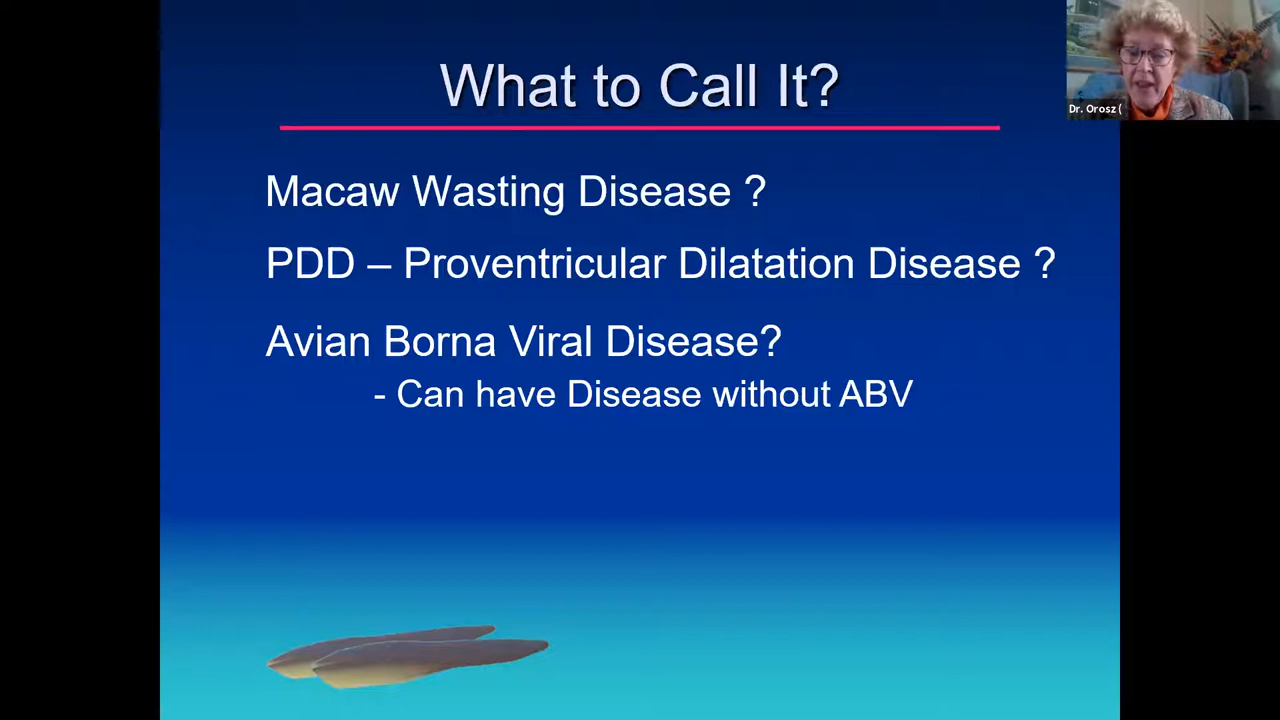 What to Call It?
Dr. Orosz (
Macaw Wasting Disease ?
PDD – Proventricular Dilatation Disease ?
Avian Borna Viral Disease?
- Can have Disease without ABV